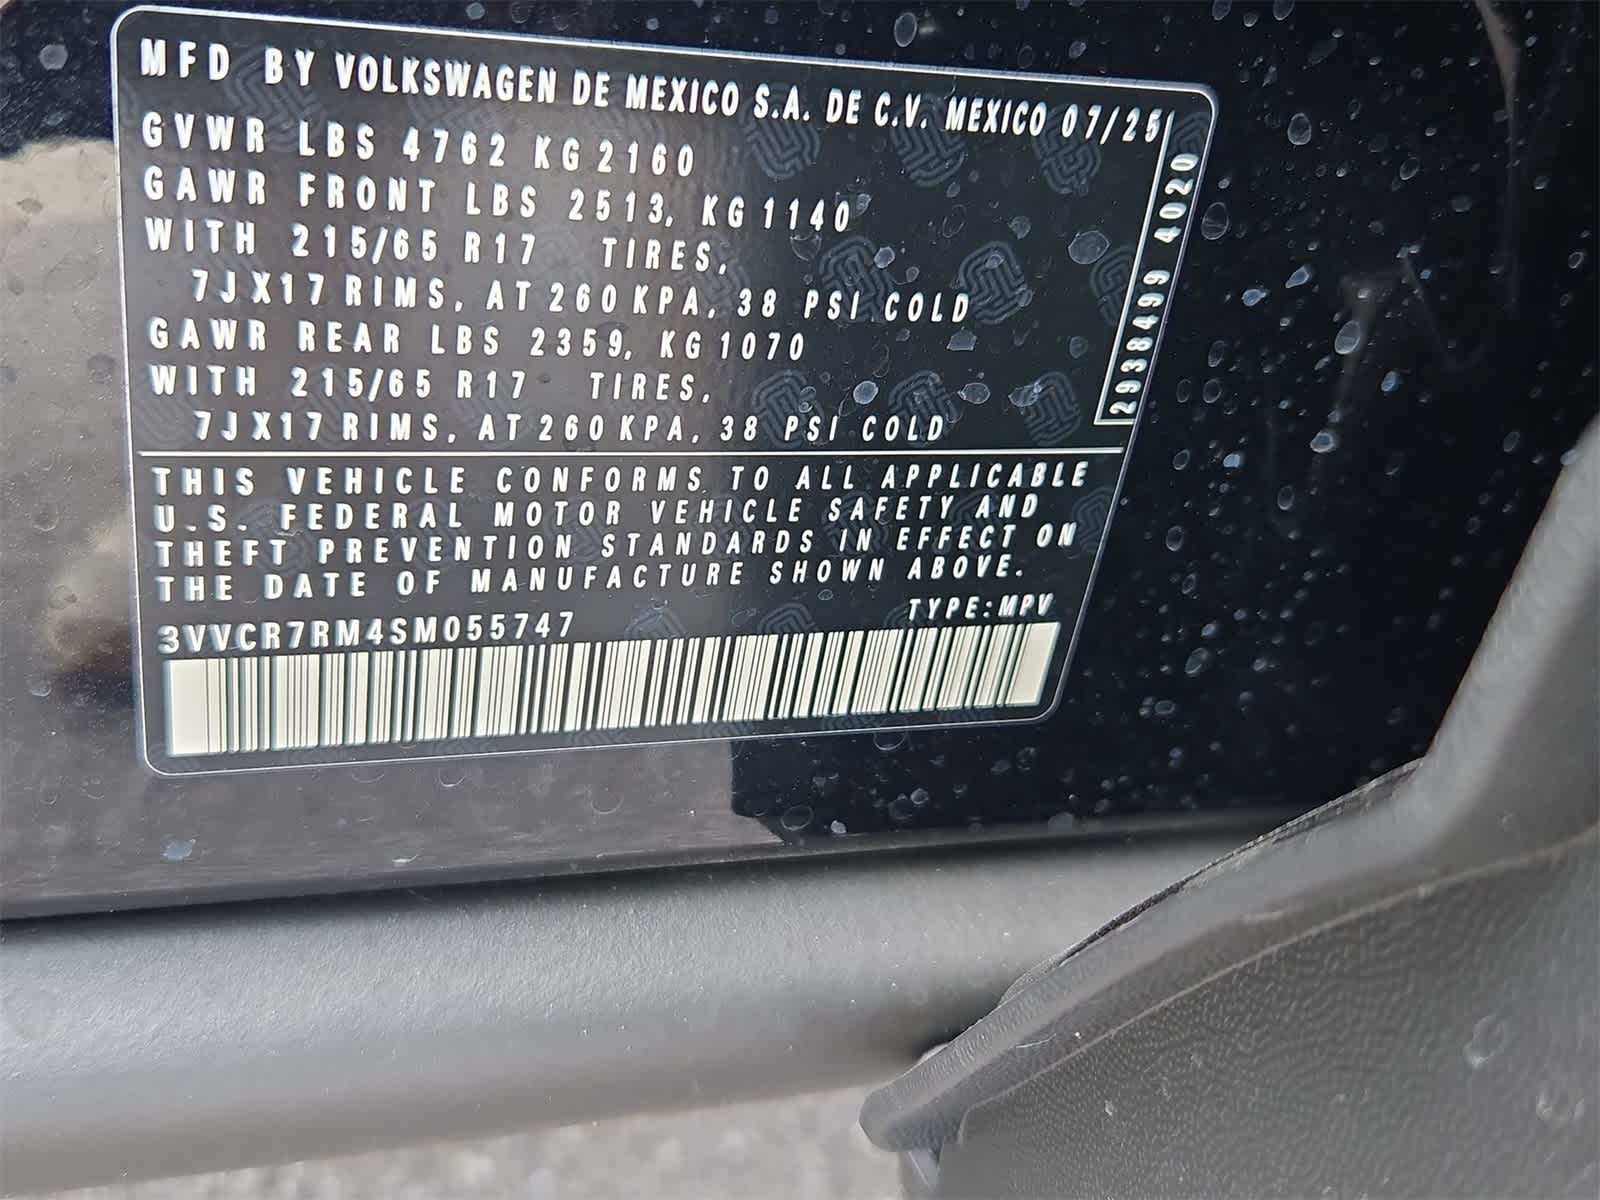 MFD BY VOLKSWAGEN DE MEXICO S.A. DE C.V. MEXICO 07/25
GVWR LBS 4762 KG 2160
GAWR FRONT LBS 2513, KG 1140
WITH 215/65 R17 TIRES,
7JX17 RIMS, AT 260 KPA, 38 PSI COLD
GAWR REAR LBS 2359, KG 1070
WITH 215/65 R17 TIRES,
7JX17 RIMS, AT 260 KPA, 38 PSI COLD
2938499 4020
THIS VEHICLE CONFORMS TO ALL APPLICABLE
U.S. FEDERAL MOTOR VEHICLE SAFETY AND
THEFT PREVENTION STANDARDS IN EFFECT ON
THE DATE OF MANUFACTURE SHOWN ABOVE.
3VVCR7RM4SM055747 TYPE: MPV